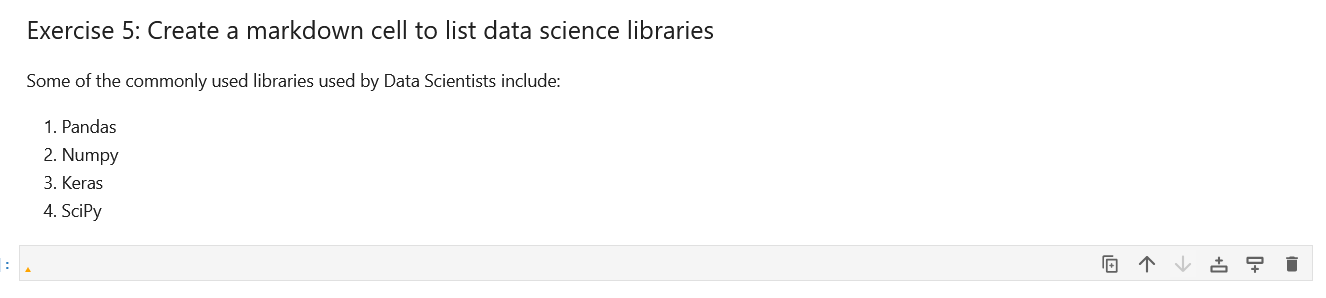 Exercise 5: Create a markdown cell to list data science libraries
Some of the commonly used libraries used by Data Scientists include:
1. Pandas
2. Numpy
3. Keras
4. SciPy
]: